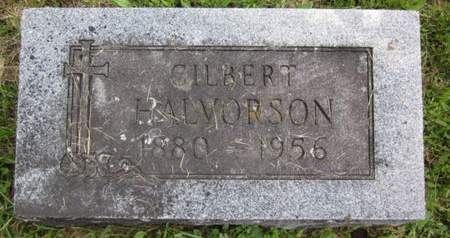 GILBERT
HALVORSON
1880 - 1956